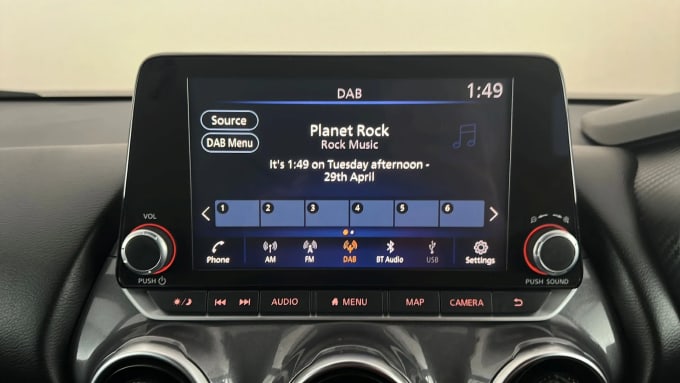 DAB 1:49
Source
DAB Menu
Planet Rock
Rock Music
It's 1:49 on Tuesday afternoon -
29th April
1 2 3 4 5 6
Phone AM FM DAB BT Audio USB Settings
VOL
PUSH
PUSH SOUND
AUDIO MENU MAP CAMERA